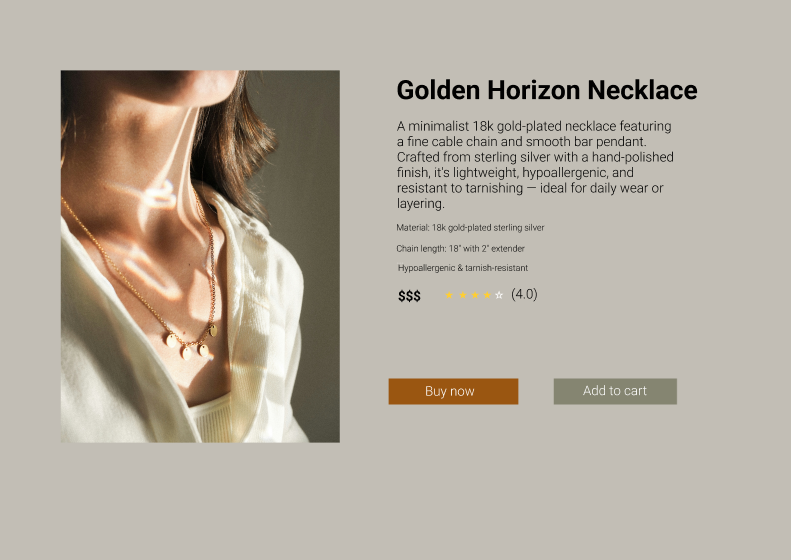 Golden Horizon Necklace
A minimalist 18k gold-plated necklace featuring
a fine cable chain and smooth bar pendant.
Crafted from sterling silver with a hand-polished
finish, it's lightweight, hypoallergenic, and
resistant to tarnishing — ideal for daily wear or
layering.
Material: 18k gold-plated sterling silver
Chain length: 18" with 2" extender
Hypoallergenic & tarnish-resistant
$$$ ★ ★ ★ ★ ☆ (4.0)
Buy now Add to cart